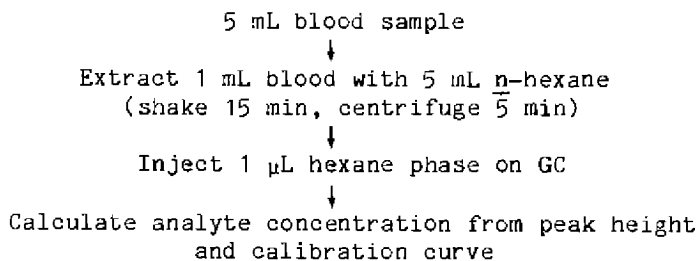 5 mL blood sample
↓
Extract 1 mL blood with 5 mL n-hexane
(shake 15 min, centrifuge 5 min)
↓
Inject 1 μL hexane phase on GC
↓
Calculate analyte concentration from peak height
and calibration curve